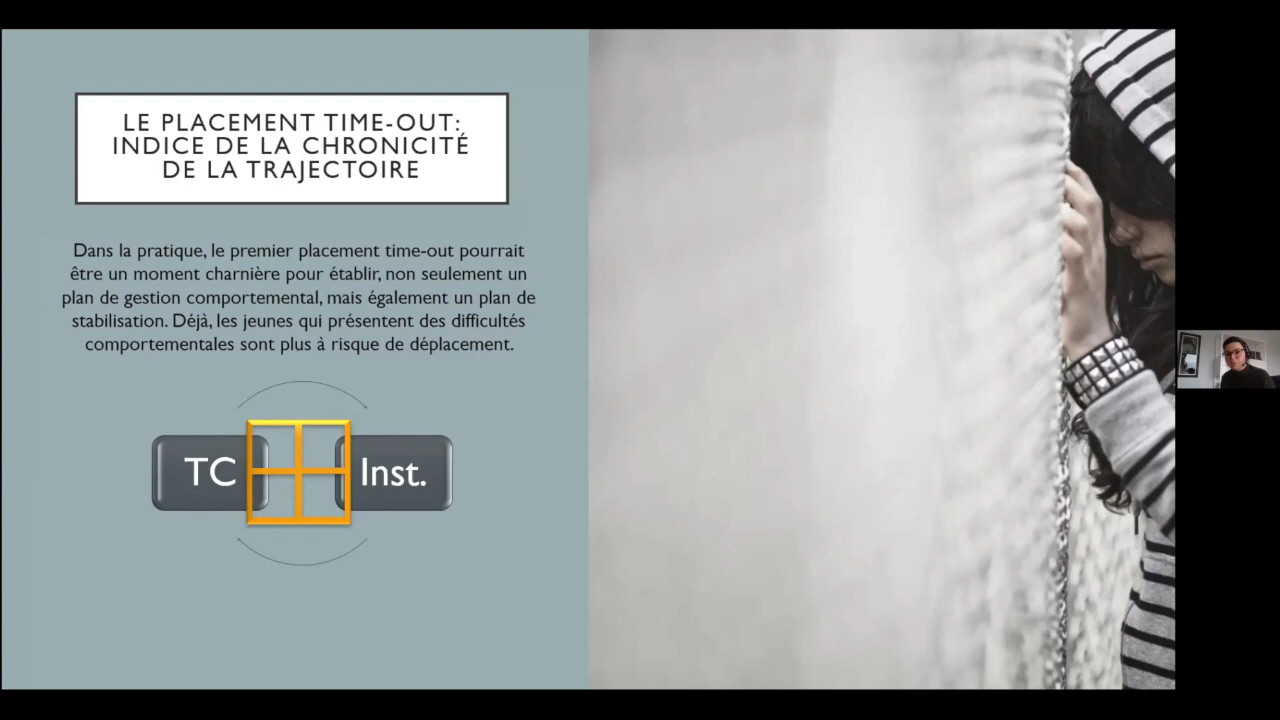 LE PLACEMENT TIME-OUT:
INDICE DE LA CHRONICITÉ
DE LA TRAJECTOIRE
Dans la pratique, le premier placement time-out pourrait
être un moment charnière pour établir, non seulement un
plan de gestion comportemental, mais également un plan de
stabilisation. Déjà, les jeunes qui présentent des difficultés
comportementales sont plus à risque de déplacement.
TC
Inst.